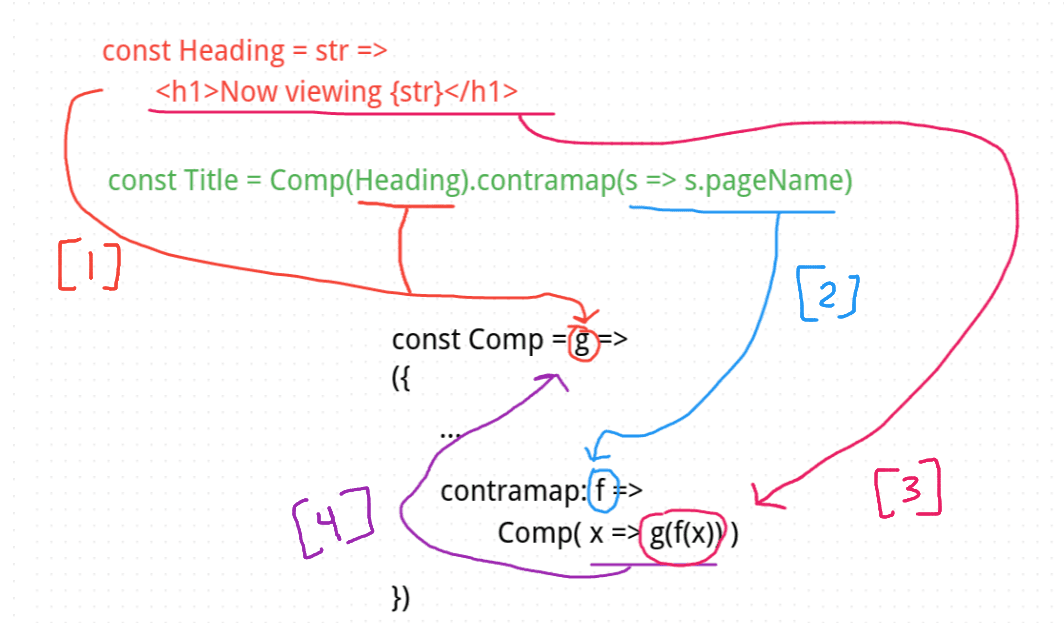 const Heading = str =>
<h1>Now viewing {str}</h1>
const Title = Comp(Heading).contramap(s => s.pageName)
[1]
[2]
const Comp = g =>
({
...
contramap: f =>
[3]
Comp( x => g(f(x)) )
[4]
})